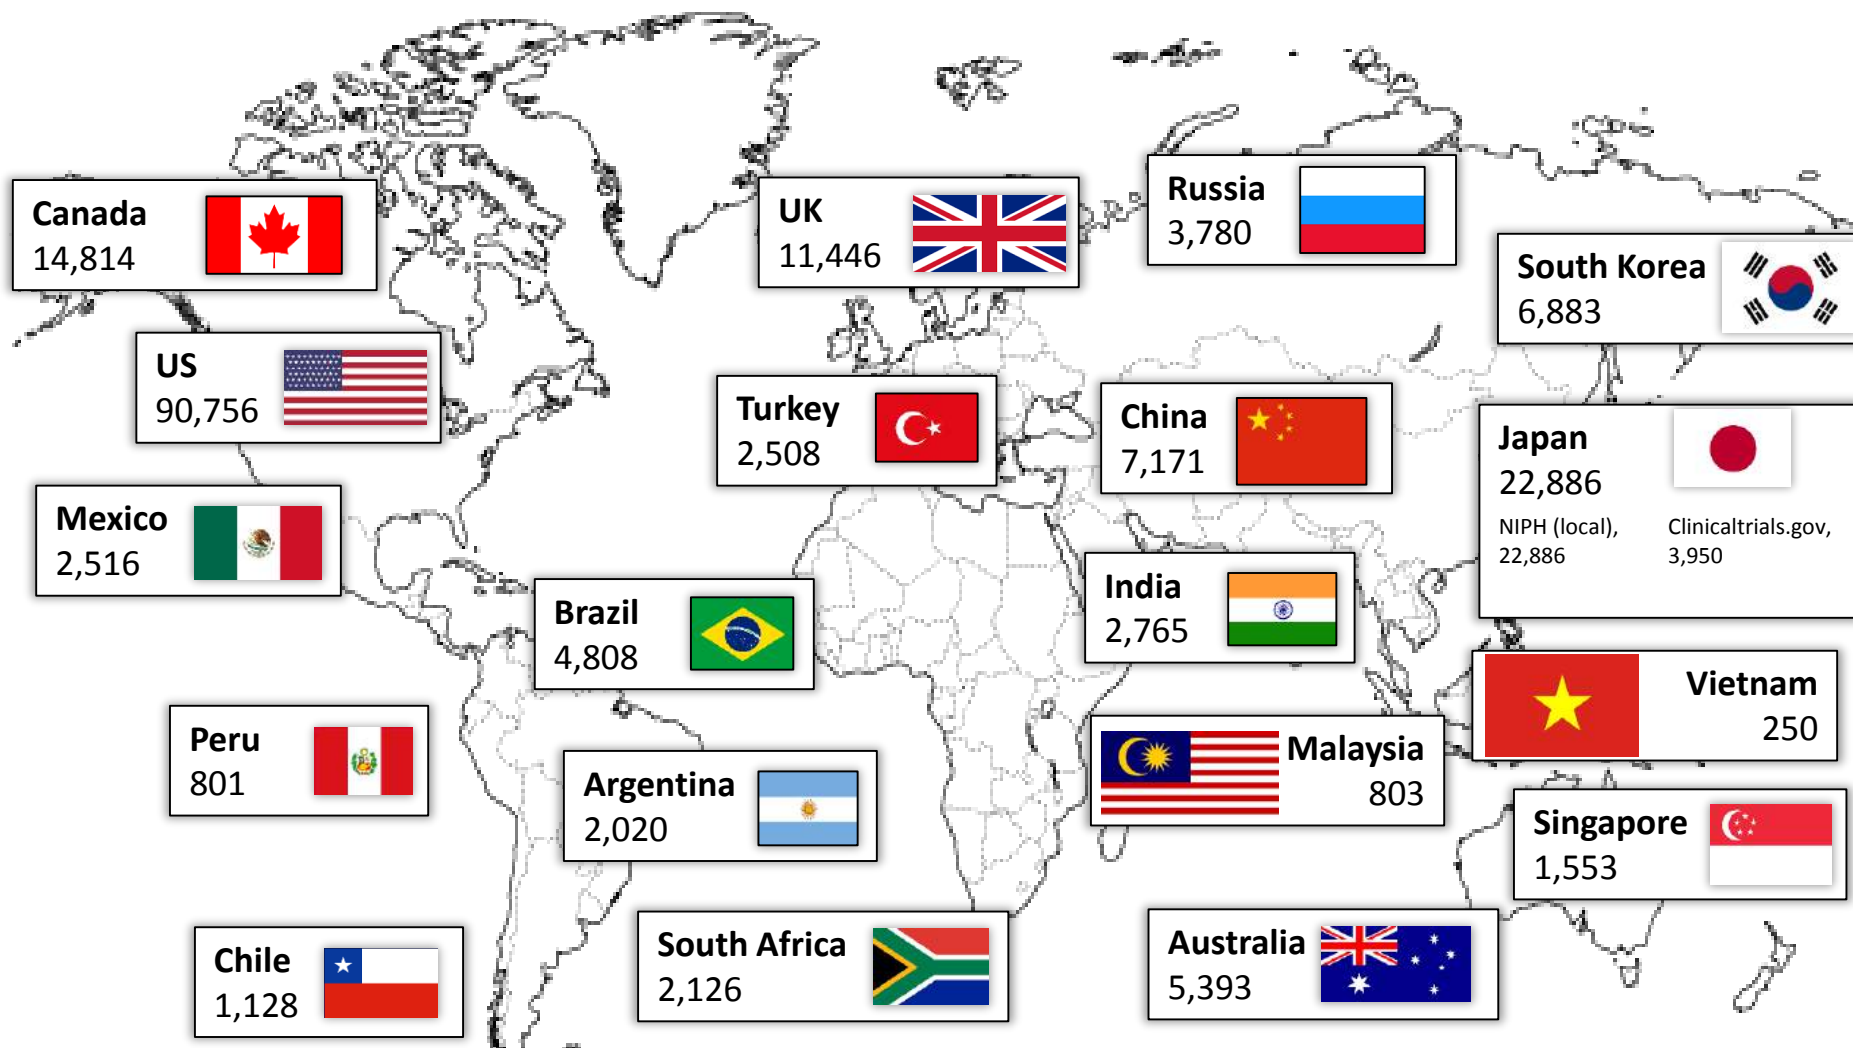 Canada
14,814
UK
11,446
Russia
3,780
South Korea
6,883
US
90,756
Turkey
2,508
China
7,171
Japan
22,886
NIPH (local),
22,886
Clinicaltrials.gov,
3,950
Mexico
2,516
Brazil
4,808
India
2,765
Vietnam
250
Peru
801
Argentina
2,020
Malaysia
803
Singapore
1,553
Chile
1,128
South Africa
2,126
Australia
5,393